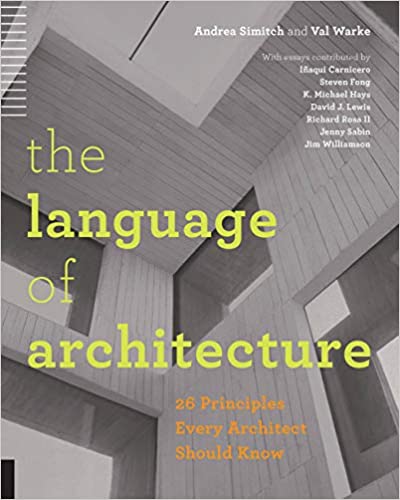 Andrea Simitch and Val Warke
With essays contributed by
Iñaqui Carnicero
Steven Fong
K. Michael Hays
David J. Lewis
Richard Rosa II
Jenny Sabin
Jim Williamson
the
language
of
architecture
26 Principles
Every Architect
Should Know